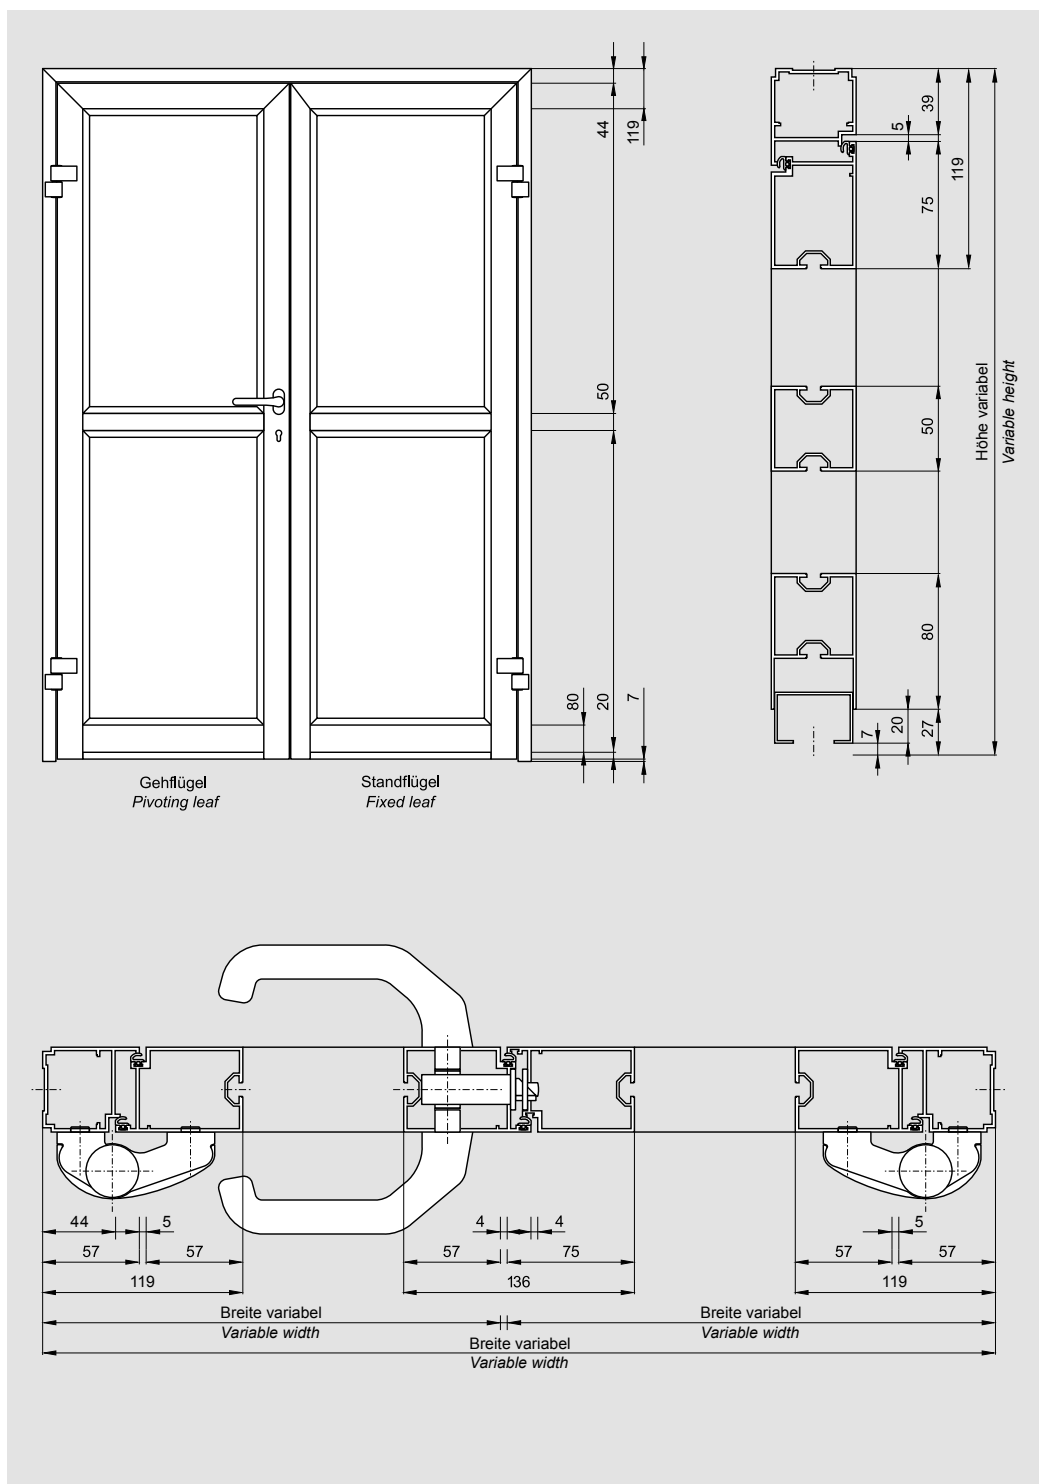 44
119
50
80
20
7
Gehflügel
Pivoting leaf
Standflügel
Fixed leaf
39
5
119
75
50
80
7
20
27
Höhe variabel
Variable height
44
5
4
4
5
57
57
57
75
57
57
119
136
119
Breite variabel
Variable width
Breite variabel
Variable width
Breite variabel
Variable width